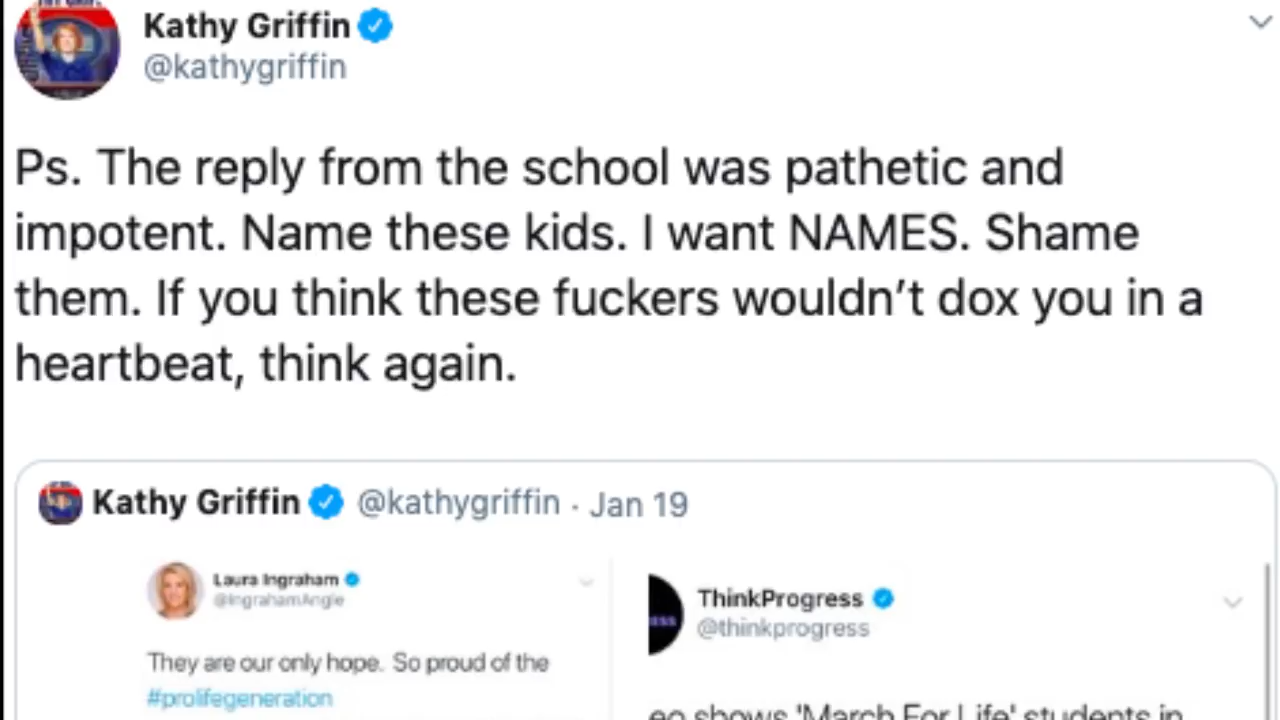 Kathy Griffin
@kathygriffin
Ps. The reply from the school was pathetic and
impotent. Name these kids. I want NAMES. Shame
them. If you think these fuckers wouldn't dox you in a
heartbeat, think again.
Kathy Griffin @kathygriffin · Jan 19
Laura Ingraham
@IngrahamAngle
They are our only hope. So proud of the
#prolifegeneration
ThinkProgress
@thinkprogress
eo shows 'March For Life' students in